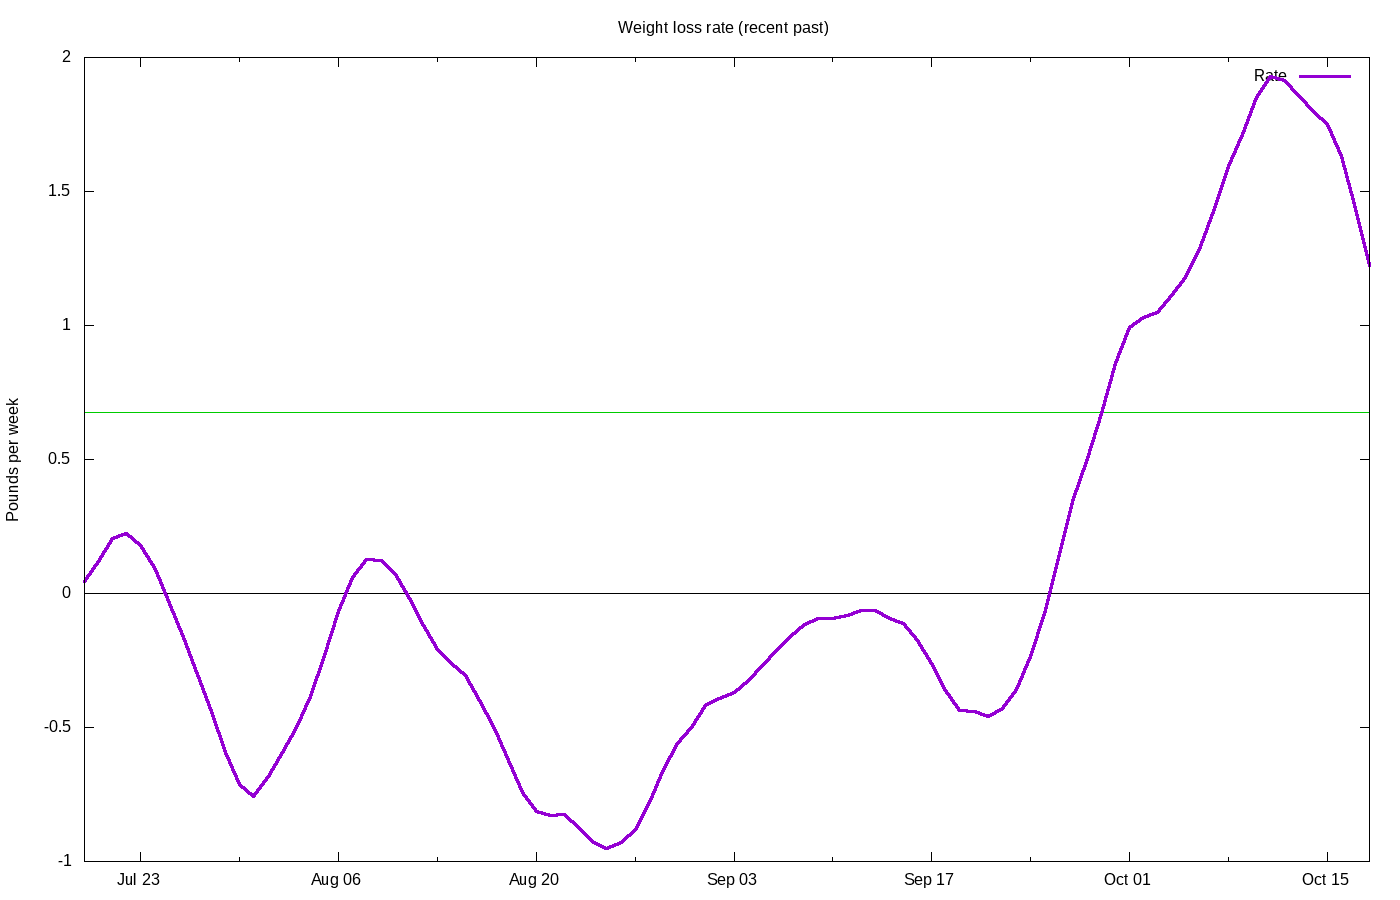 Weight loss rate (recent past)
Rate
2
1.5
1
0.5
0
-0.5
-1
Pounds per week
Jul 23
Aug 06
Aug 20
Sep 03
Sep 17
Oct 01
Oct 15